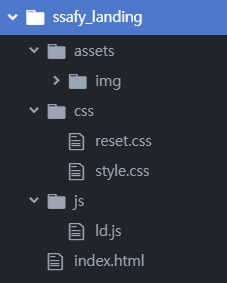 ssafy_landing
assets
img
css
reset.css
style.css
js
ld.js
index.html